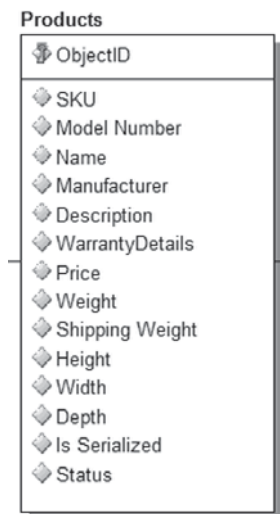 Products
ObjectID
SKU
Model Number
Name
Manufacturer
Description
WarrantyDetails
Price
Weight
Shipping Weight
Height
Width
Depth
Is Serialized
Status